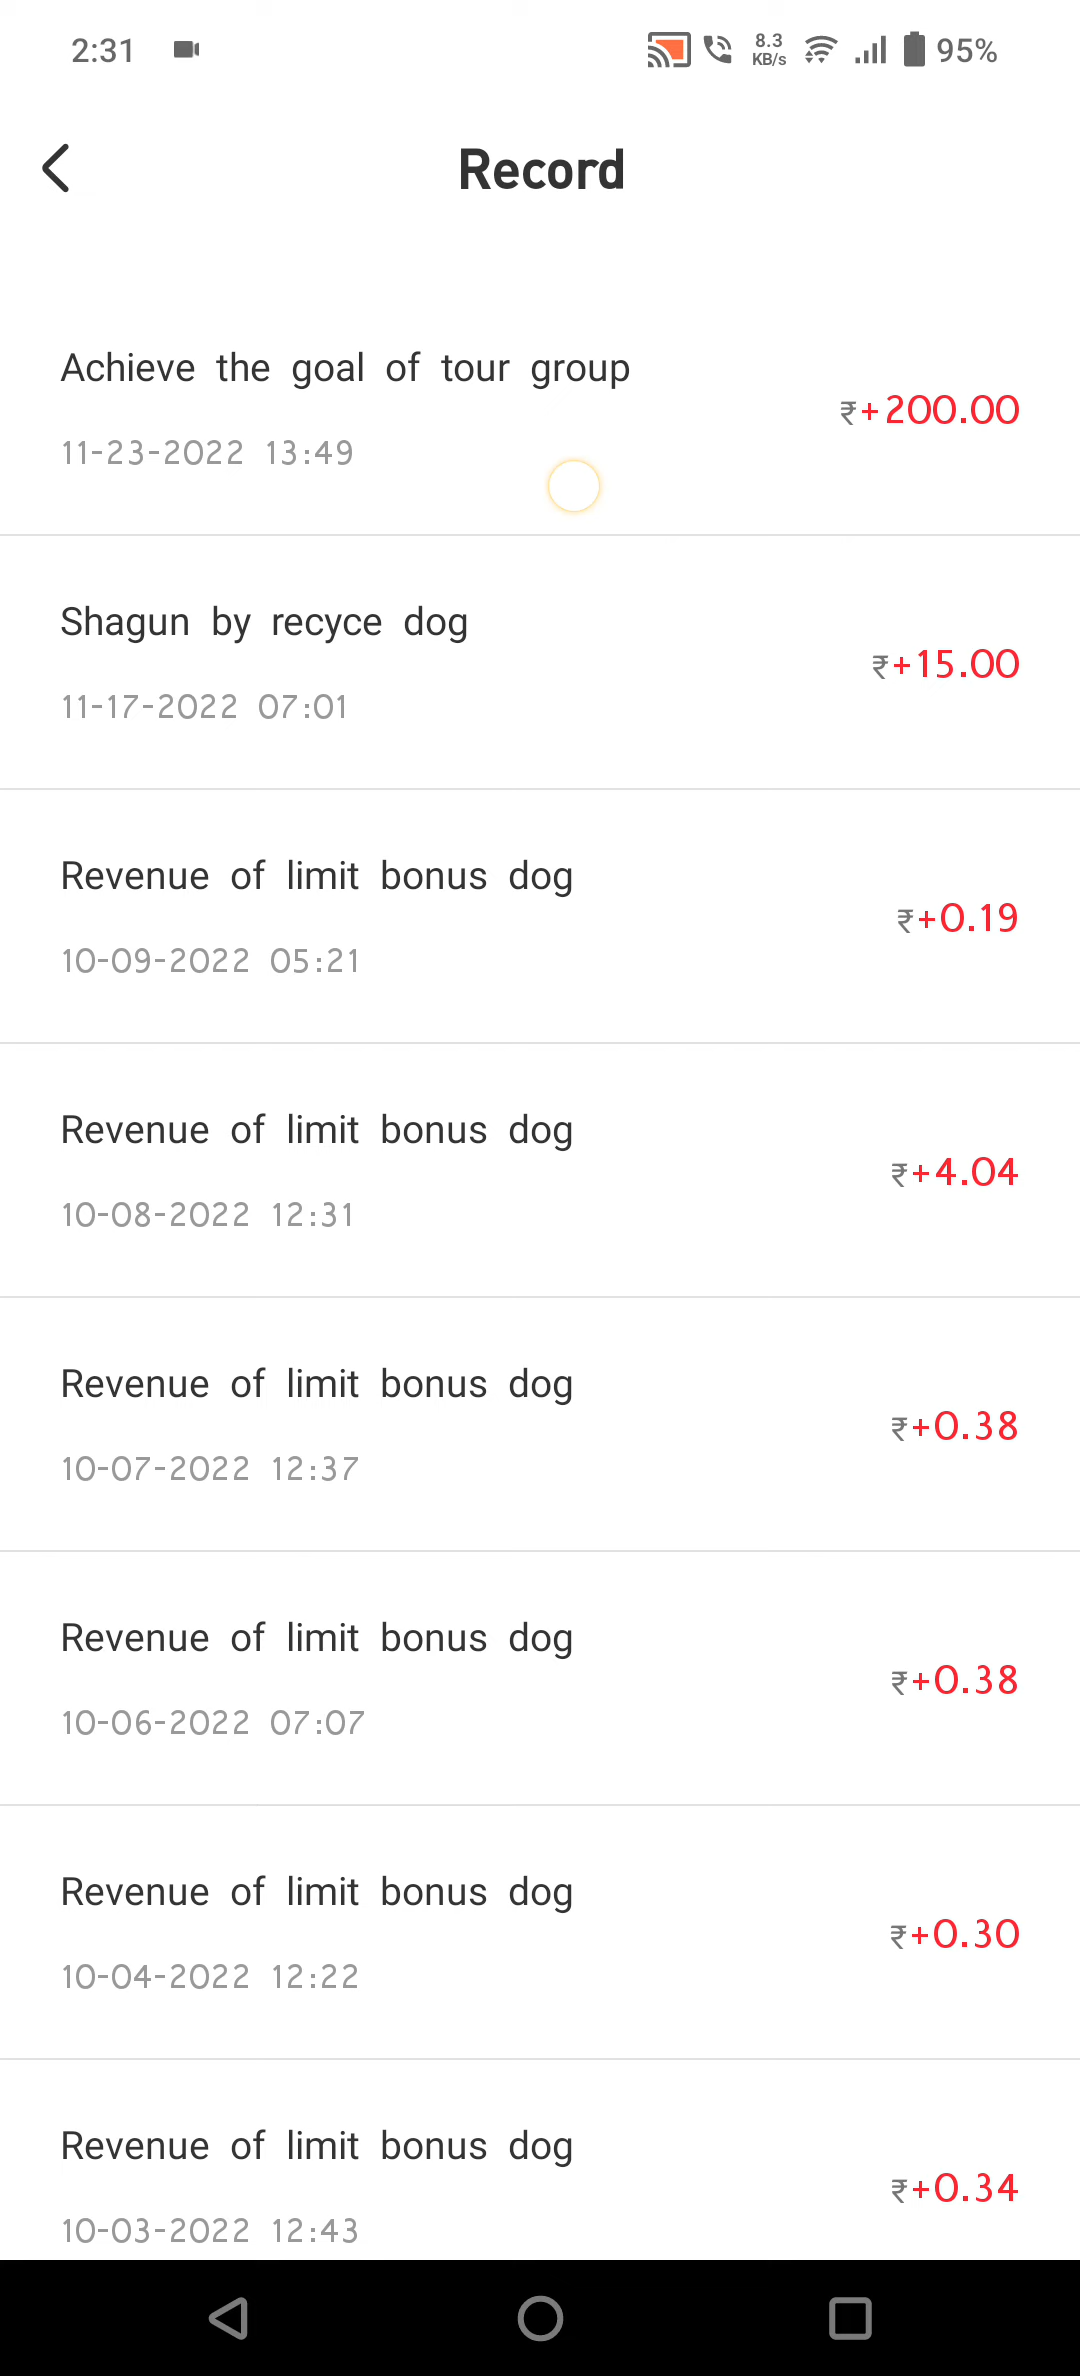 2:31
8.3
KB/s
95%
Record
Achieve the goal of tour group
₹+200.00
11-23-2022 13:49
Shagun by recyce dog
₹+15.00
11-17-2022 07:01
Revenue of limit bonus dog
₹+0.19
10-09-2022 05:21
Revenue of limit bonus dog
₹+4.04
10-08-2022 12:31
Revenue of limit bonus dog
₹+0.38
10-07-2022 12:37
Revenue of limit bonus dog
₹+0.38
10-06-2022 07:07
Revenue of limit bonus dog
₹+0.30
10-04-2022 12:22
Revenue of limit bonus dog
₹+0.34
10-03-2022 12:43